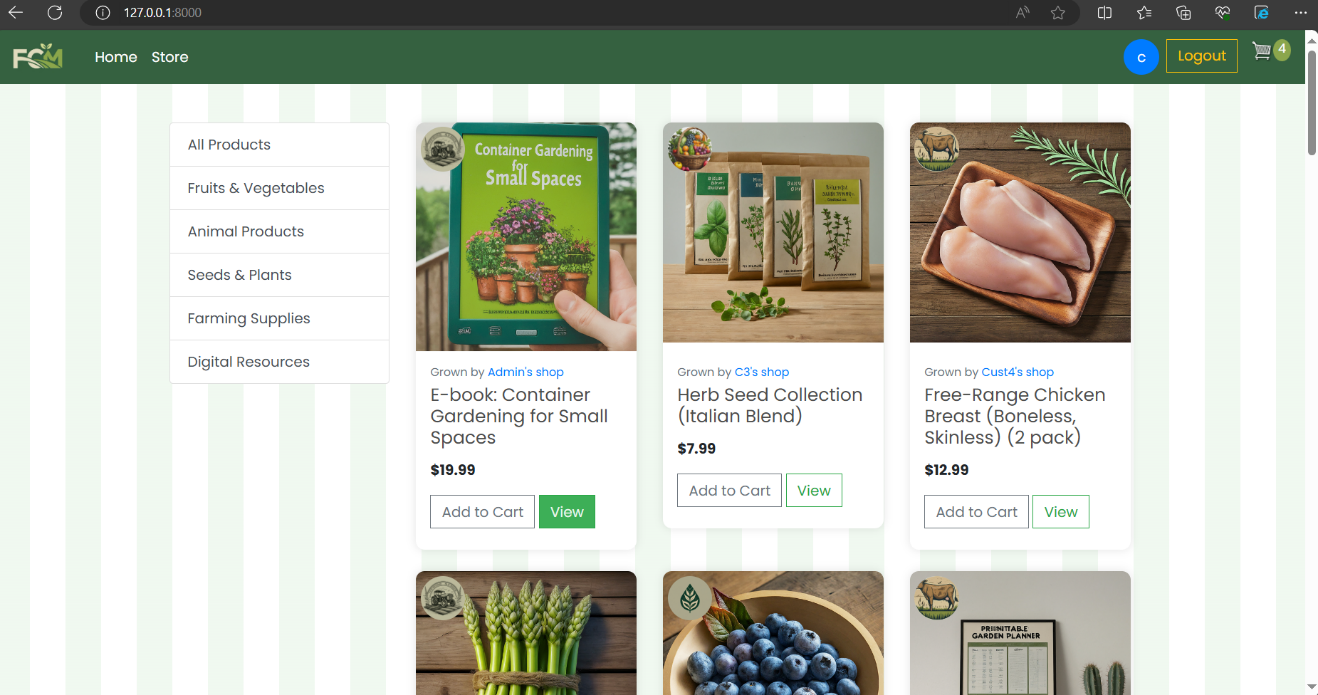 127.0.0.1:8000
FCM
Home
Store
c
Logout
4
All Products
Fruits & Vegetables
Animal Products
Seeds & Plants
Farming Supplies
Digital Resources
Container Gardening
for
Small Spaces
Grown by Admin's shop
E-book: Container
Gardening for Small
Spaces
$19.99
Add to Cart
View
Grown by C3's shop
Herb Seed Collection
(Italian Blend)
$7.99
Add to Cart
View
Grown by Cust4's shop
Free-Range Chicken
Breast (Boneless,
Skinless) (2 pack)
$12.99
Add to Cart
View
PRIINITTABLE
GARDEN PLANNER